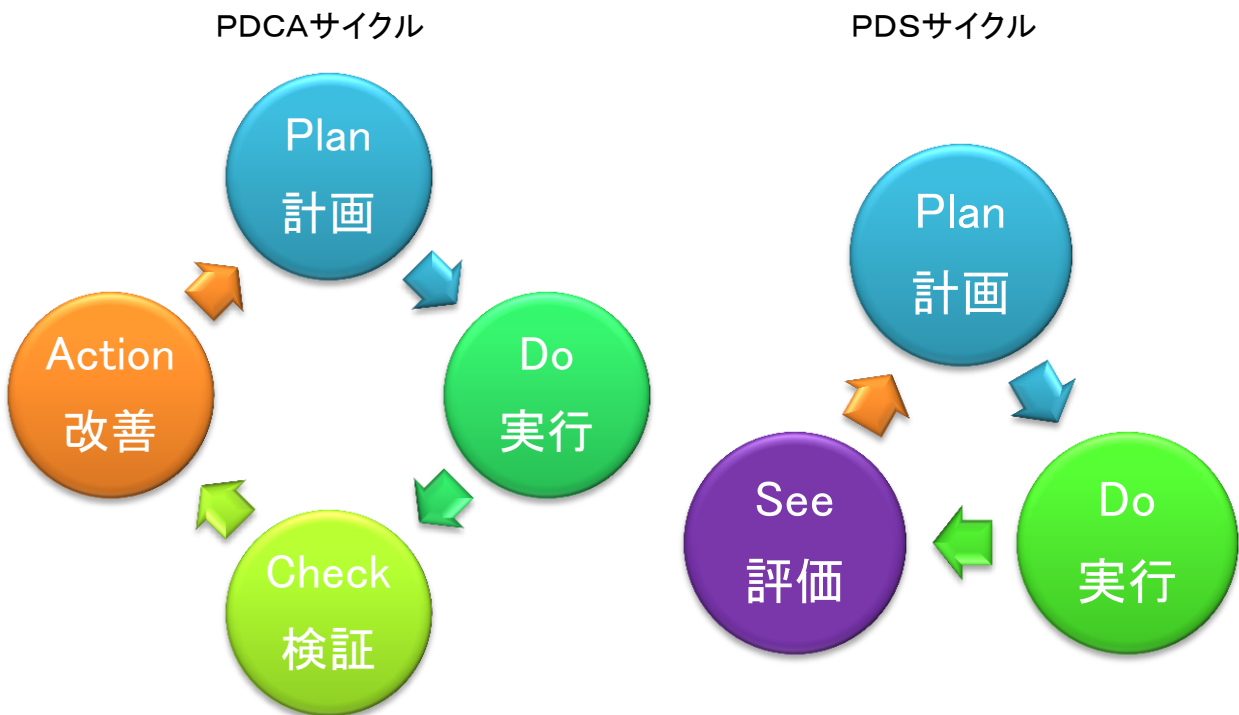 PDCAサイクル
Plan
計画
Do
実行
Check
検証
Action
改善
PDSサイクル
Plan
計画
Do
実行
See
評価